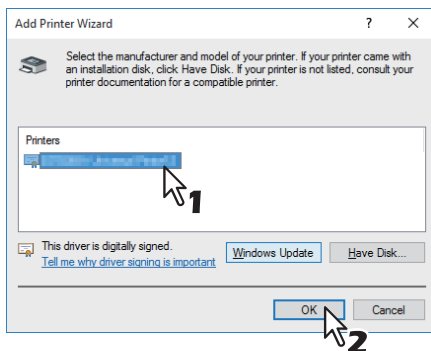 Add Printer Wizard
?
Select the manufacturer and model of your printer. If your printer came with
an installation disk, click Have Disk. If your printer is not listed, consult your
printer documentation for a compatible printer.
Printers
1
This driver is digitally signed.
Tell me why driver signing is important
Windows Update
Have Disk...
OK
Cancel
2